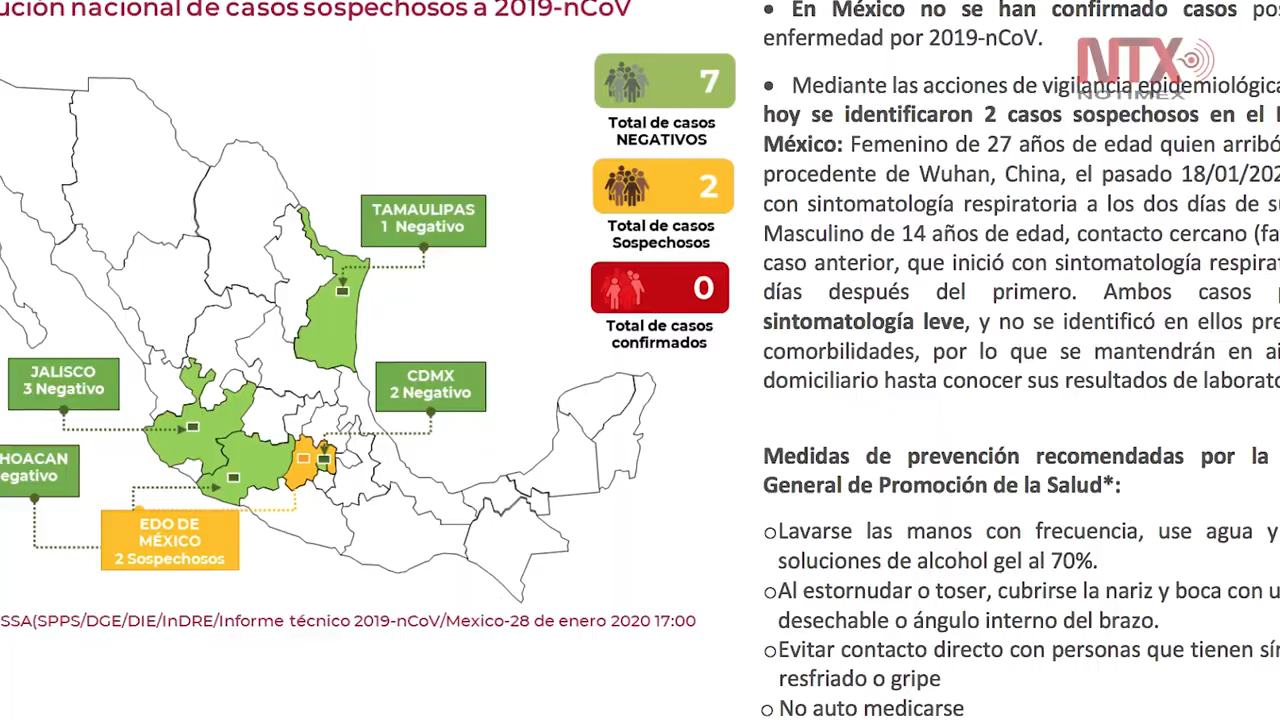 ución nacional de casos sospechosos a 2019-nCoV
7
Total de casos
NEGATIVOS
2
Total de casos
Sospechosos
0
Total de casos
confirmados
TAMAULIPAS
1 Negativo
JALISCO
3 Negativo
CDMX
2 Negativo
HOACAN
egativo
EDO DE
MÉXICO
2 Sospechosos
SSA(SPPS/DGE/DIE/InDRE/Informe técnico 2019-nCoV/Mexico-28 de enero 2020 17:00
NTX
NOTIMEX
• En México no se han confirmado casos pos
enfermedad por 2019-nCoV.
• Mediante las acciones de vigilancia epidemiológica
hoy se identificaron 2 casos sospechosos en el
México: Femenino de 27 años de edad quien arribó
procedente de Wuhan, China, el pasado 18/01/202
con sintomatología respiratoria a los dos días de su
Masculino de 14 años de edad, contacto cercano (fa
caso anterior, que inició con sintomatología respirat
días después del primero. Ambos casos p
sintomatología leve, y no se identificó en ellos pre
comorbilidades, por lo que se mantendrán en ai
domiciliario hasta conocer sus resultados de laborato
Medidas de prevención recomendadas por la
General de Promoción de la Salud*:
○Lavarse las manos con frecuencia, use agua y
soluciones de alcohol gel al 70%.
○Al estornudar o toser, cubrirse la nariz y boca con u
desechable o ángulo interno del brazo.
○Evitar contacto directo con personas que tienen sín
resfriado o gripe
○ No auto medicarse